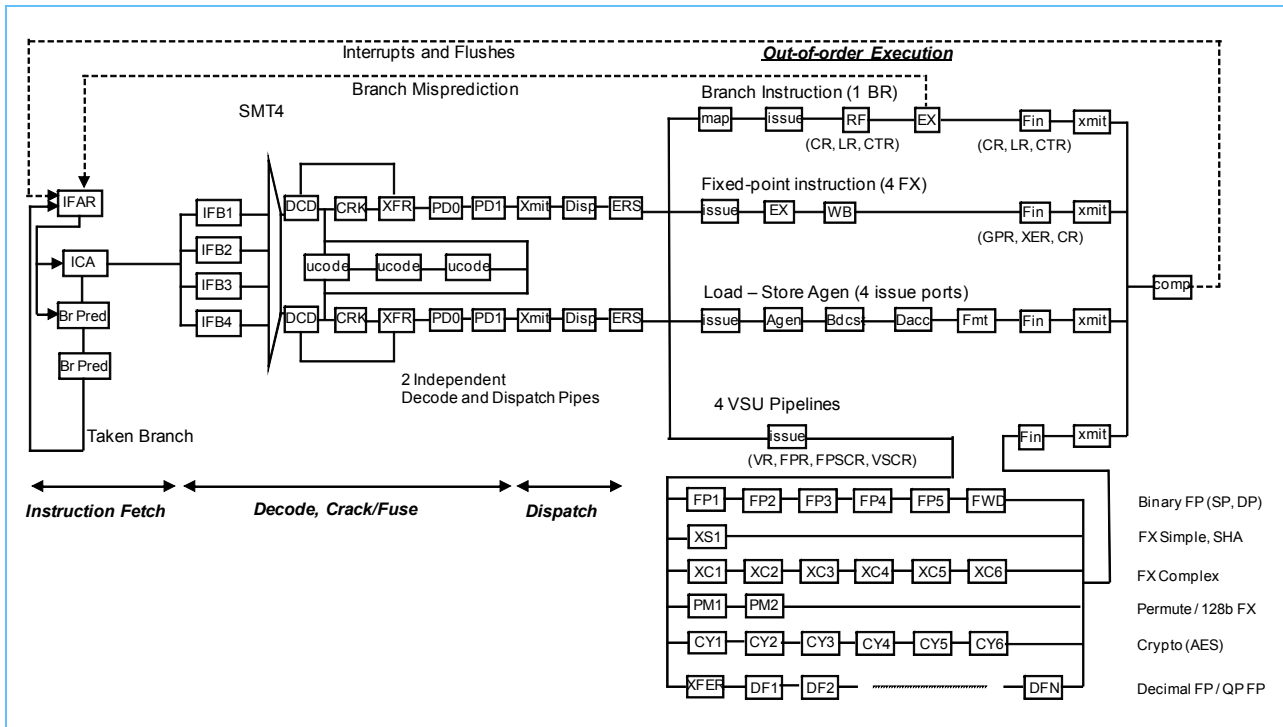 Interrupts and Flushes
Out-of-order Execution
Branch Misprediction
SMT4
Branch Instruction (1 BR)
map issue RF EX Fin xmit
(CR, LR, CTR) (CR, LR, CTR)
IFAR
ICA
Br Pred
Br Pred
Taken Branch
IFB1
IFB2
IFB3
IFB4
DCD CRK XFR PD0 PD1 Xmit Disp ERS
ucode ucode ucode
DCD CRK XFR PD0 PD1 Xmit Disp ERS
2 Independent
Decode and Dispatch Pipes
Fixed-point instruction (4 FX)
issue EX WB Fin xmit
(GPR, XER, CR)
comp
Load – Store Agen (4 issue ports)
issue Agen Bdcst Dacc Fmt Fin xmit
4 VSU Pipelines
issue Fin xmit
(VR, FPR, FPSCR, VSCR)
Instruction Fetch Decode, Crack/Fuse Dispatch
FP1 FP2 FP3 FP4 FP5 FWD Binary FP (SP, DP)
XS1 FX Simple, SHA
XC1 XC2 XC3 XC4 XC5 XC6 FX Complex
PM1 PM2 Permute / 128b FX
CY1 CY2 CY3 CY4 CY5 CY6 Crypto (AES)
XFER DF1 DF2 DFN Decimal FP / QP FP